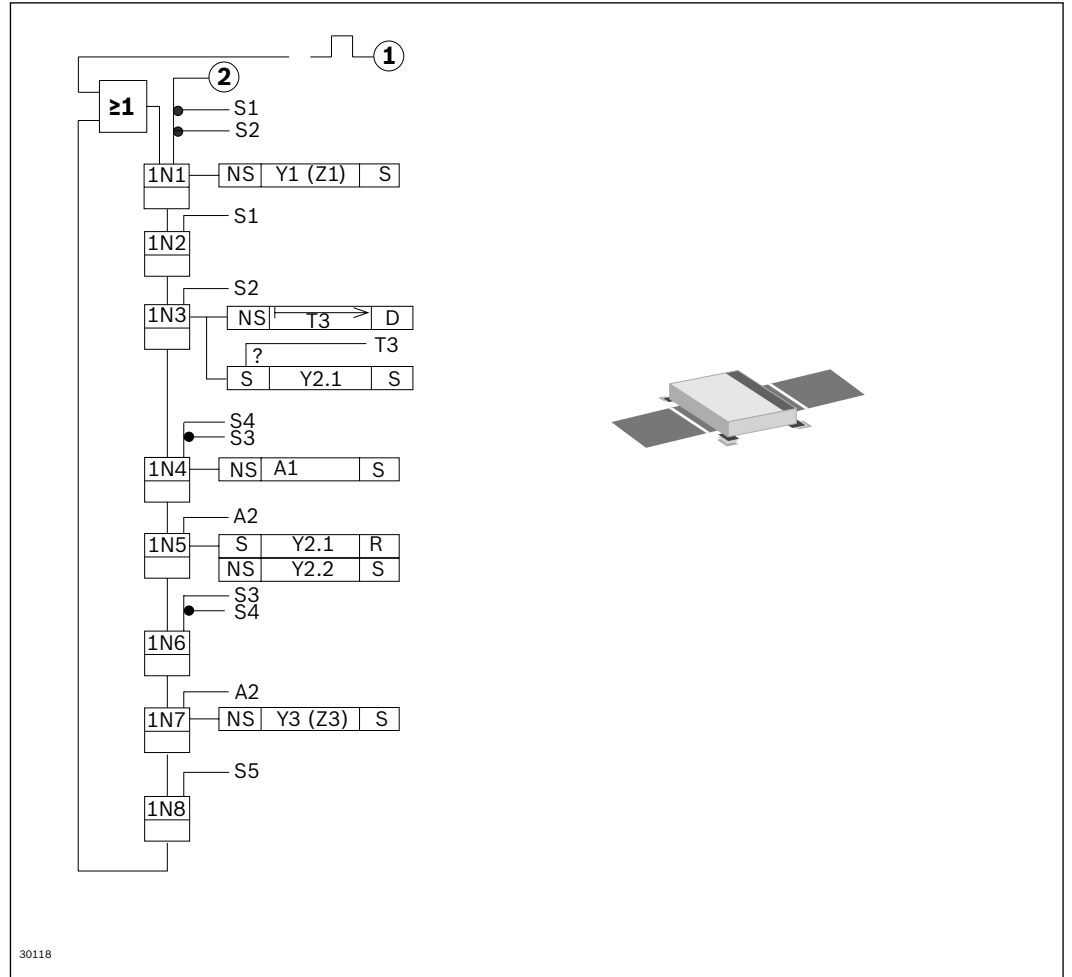 1
2
≥1
S1
S2
1N1 NS Y1 (Z1) S
S1
1N2
S2
1N3 NS T3 D
T3
?
S Y2.1 S
S4
S3
1N4 NS A1 S
A2
1N5 S Y2.1 R
NS Y2.2 S
S3
S4
1N6
A2
1N7 NS Y3 (Z3) S
S5
1N8
30118